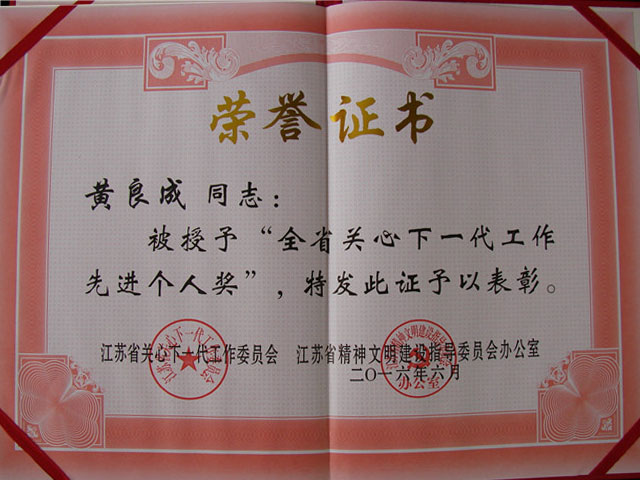 荣誉证书
黄良成 同志：
被授予“全省关心下一代工作
先进个人奖”，特发此证予以表彰。
江苏省关心下一代工作委员会 江苏省精神文明建设指导委员会办公室
二〇一六年六月